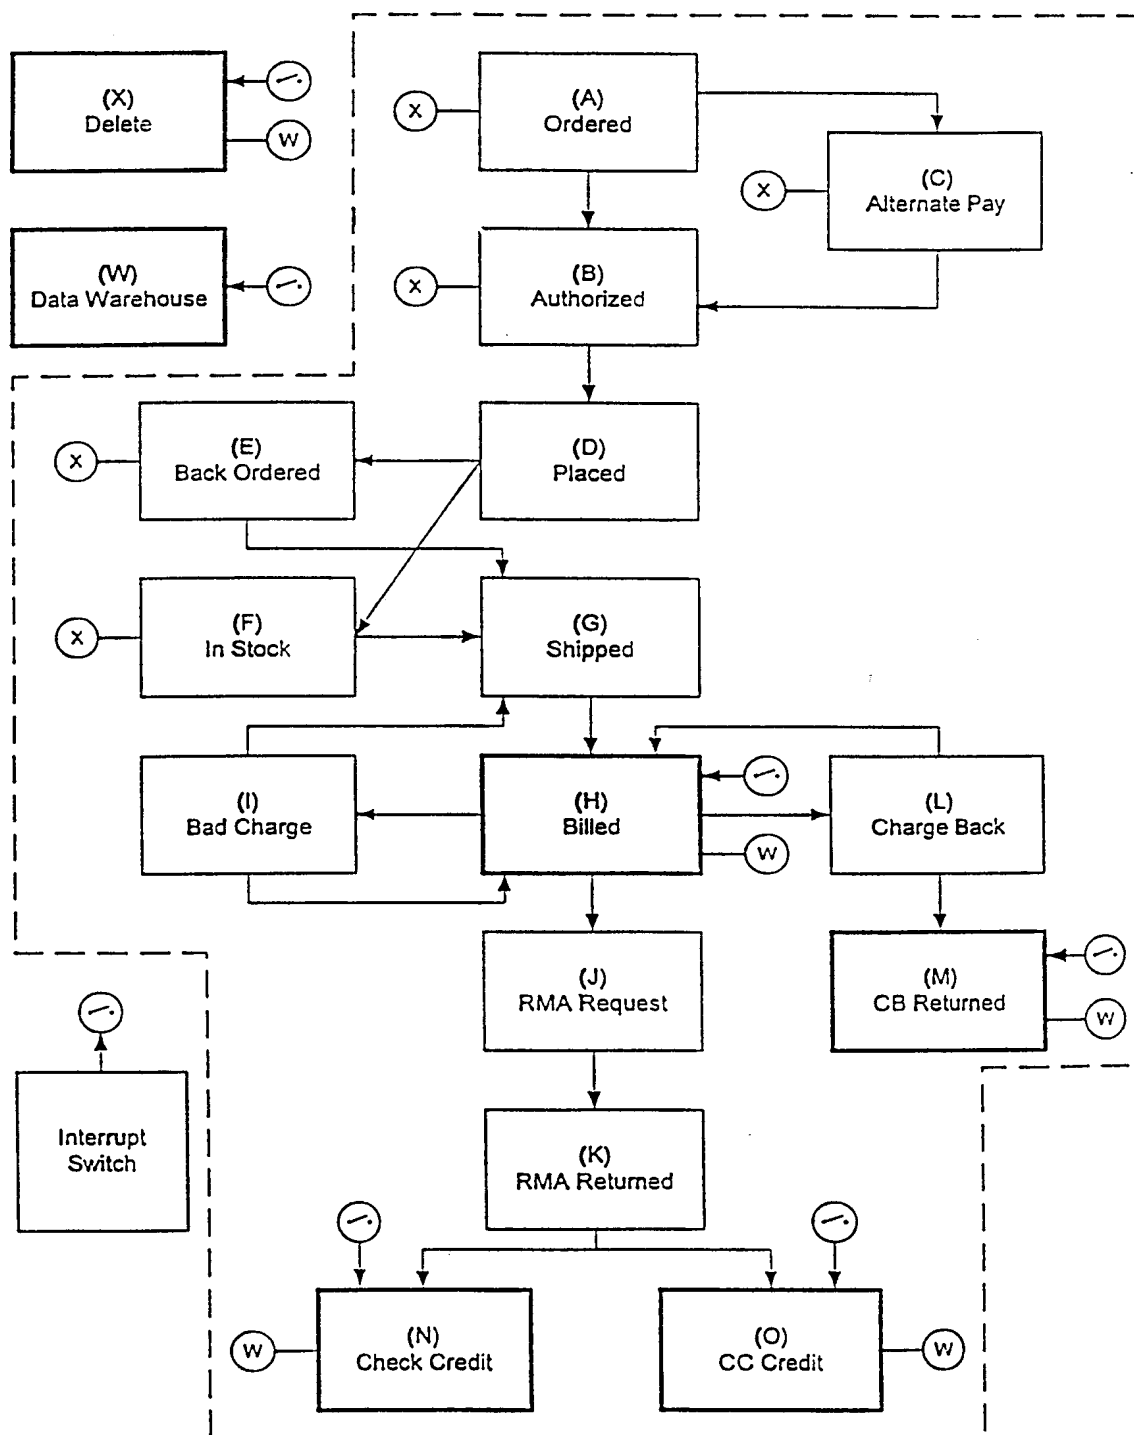 (X)
Delete
W
(A)
Ordered
X
(C)
Alternate Pay
X
(W)
Data Warehouse
(B)
Authorized
X
(E)
Back Ordered
X
(D)
Placed
(F)
In Stock
X
(G)
Shipped
(I)
Bad Charge
(H)
Billed
W
(L)
Charge Back
(J)
RMA Request
(M)
CB Returned
W
Interrupt
Switch
(K)
RMA Returned
(N)
Check Credit
W
(O)
CC Credit
W